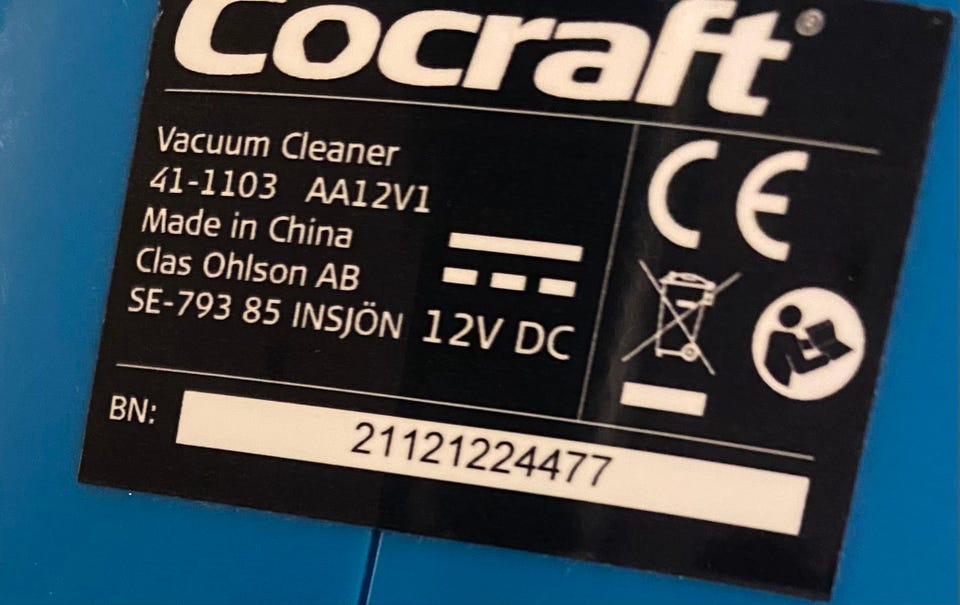 Cocraft®
Vacuum Cleaner
41-1103 AA12V1
Made in China
Clas Ohlson AB
SE-793 85 INSJÖN
12V DC
CE
BN: 21121224477